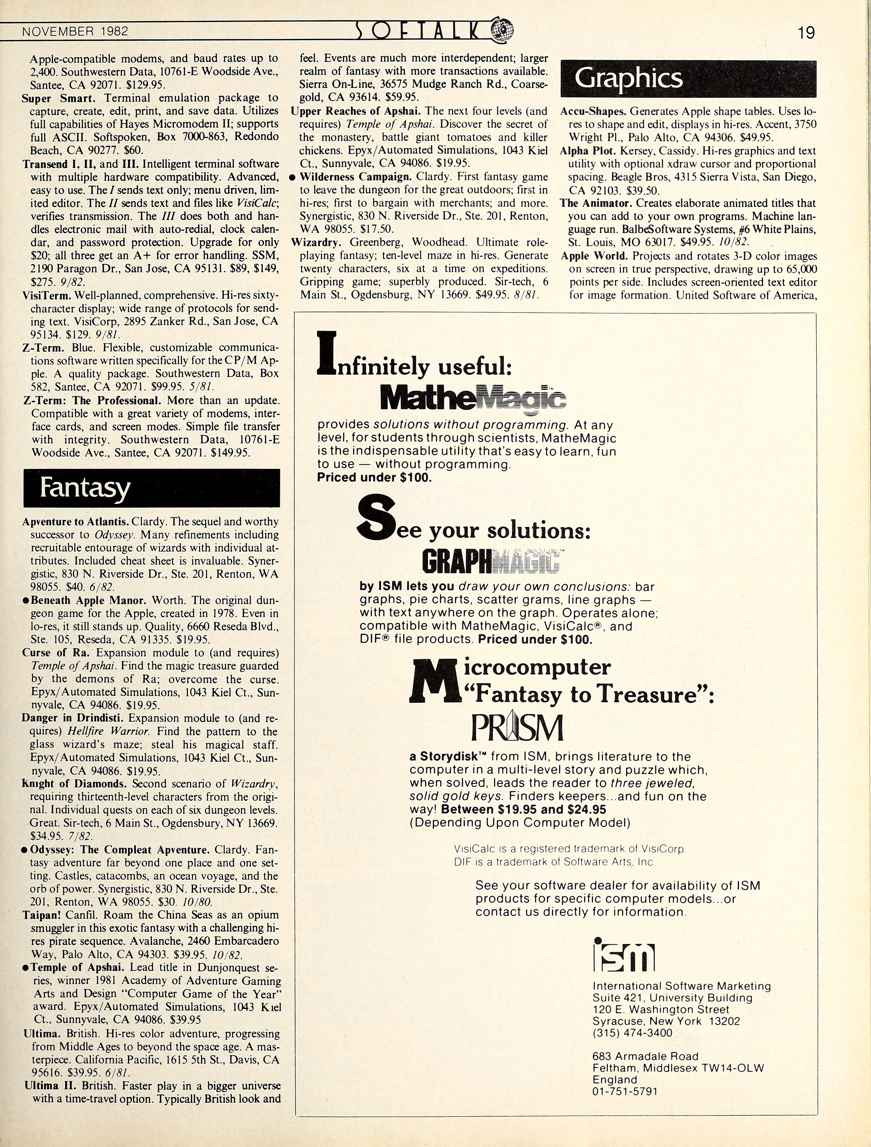 NOVEMBER 1982
SOFTALK
19
Apple-compatible modems, and baud rates up to
2,400. Southwestern Data, 10761-E Woodside Ave.,
Santee, CA 92071. $129.95.
Super Smart. Terminal emulation package to
capture, create, edit, print, and save data. Utilizes
full capabilities of Hayes Micromodem II; supports
full ASCII. Softspoken, Box 7000-863, Redondo
Beach, CA 90277. $60.
Transend I, II, and III. Intelligent terminal software
with multiple hardware compatibility. Advanced,
easy to use. The I sends text only; menu driven, lim-
ited editor. The II sends text and files like VisiCalc;
verifies transmission. The III does both and han-
dles electronic mail with auto-redial, clock calen-
dar, and password protection. Upgrade for only
$20; all three get an A+ for error handling. SSM,
2190 Paragon Dr., San Jose, CA 95131. $89, $149,
$275. 9/82.
VisiTerm. Well-planned, comprehensive. Hi-res sixty-
character display; wide range of protocols for send-
ing text. VisiCorp, 2895 Zanker Rd., San Jose, CA
95134. $129. 9/81.
Z-Term. Blue. Flexible, customizable communica-
tions software written specifically for the CP/M Ap-
ple. A quality package. Southwestern Data, Box
582, Santee, CA 92071. $99.95. 5/81.
Z-Term: The Professional. More than an update.
Compatible with a great variety of modems, inter-
face cards, and screen modes. Simple file transfer
with integrity. Southwestern Data, 10761-E
Woodside Ave., Santee, CA 92071. $149.95.
Fantasy
Apventure to Atlantis. Clardy. The sequel and worthy
successor to Odyssey. Many refinements including
recruitable entourage of wizards with individual at-
tributes. Included cheat sheet is invaluable. Syner-
gistic, 830 N. Riverside Dr., Ste. 201, Renton, WA
98055. $40. 6/82.
●Beneath Apple Manor. Worth. The original dun-
geon game for the Apple, created in 1978. Even in
lo-res, it still stands up. Quality, 6660 Reseda Blvd.,
Ste. 105, Reseda, CA 91335. $19.95.
Curse of Ra. Expansion module to (and requires)
Temple of Apshai. Find the magic treasure guarded
by the demons of Ra; overcome the curse.
Epyx/Automated Simulations, 1043 Kiel Ct., Sun-
nyvale, CA 94086. $19.95.
Danger in Drindisti. Expansion module to (and re-
quires) Hellfire Warrior. Find the pattern to the
glass wizard's maze; steal his magical staff.
Epyx/Automated Simulations, 1043 Kiel Ct., Sun-
nyvale, CA 94086. $19.95.
Knight of Diamonds. Second scenario of Wizardry,
requiring thirteenth-level characters from the origi-
nal. Individual quests on each of six dungeon levels.
Great. Sir-tech, 6 Main St., Ogdensbury, NY 13669.
$34.95. 7/82.
●Odyssey: The Compleat Apventure. Clardy. Fan-
tasy adventure far beyond one place and one set-
ting. Castles, catacombs, an ocean voyage, and the
orb of power. Synergistic, 830 N. Riverside Dr., Ste.
201, Renton, WA 98055. $30. 10/80.
Taipan! Canfil. Roam the China Seas as an opium
smuggler in this exotic fantasy with a challenging hi-
res pirate sequence. Avalanche, 2460 Embarcadero
Way, Palo Alto, CA 94303. $39.95. 10/82.
●Temple of Apshai. Lead title in Dunjonquest se-
ries, winner 1981 Academy of Adventure Gaming
Arts and Design "Computer Game of the Year"
award. Epyx/Automated Simulations, 1043 Kiel
Ct., Sunnyvale, CA 94086. $39.95
Ultima. British. Hi-res color adventure, progressing
from Middle Ages to beyond the space age. A mas-
terpiece. California Pacific, 1615 5th St., Davis, CA
95616. $39.95. 6/81.
Ultima II. British. Faster play in a bigger universe
with a time-travel option. Typically British look and
feel. Events are much more interdependent; larger
realm of fantasy with more transactions available.
Sierra On-Line, 36575 Mudge Ranch Rd., Coarse-
gold, CA 93614. $59.95.
Upper Reaches of Apshai. The next four levels (and
requires) Temple of Apshai. Discover the secret of
the monastery, battle giant tomatoes and killer
chickens. Epyx/Automated Simulations, 1043 Kiel
Ct., Sunnyvale, CA 94086. $19.95.
● Wilderness Campaign. Clardy. First fantasy game
to leave the dungeon for the great outdoors; first in
hi-res; first to bargain with merchants; and more.
Synergistic, 830 N. Riverside Dr., Ste. 201, Renton,
WA 98055. $17.50.
Wizardry. Greenberg, Woodhead. Ultimate role-
playing fantasy; ten-level maze in hi-res. Generate
twenty characters, six at a time on expeditions.
Gripping game; superbly produced. Sir-tech, 6
Main St., Ogdensburg, NY 13669. $49.95. 8/81.
Graphics
Accu-Shapes. Generates Apple shape tables. Uses lo-
res to shape and edit, displays in hi-res. Accent, 3750
Wright Pl., Palo Alto, CA 94306. $49.95.
Alpha Plot. Kersey, Cassidy. Hi-res graphics and text
utility with optional xdraw cursor and proportional
spacing. Beagle Bros, 4315 Sierra Vista, San Diego,
CA 92103. $39.50.
The Animator. Creates elaborate animated titles that
you can add to your own programs. Machine lan-
guage run. BalbeSoftware Systems, #6 White Plains,
St. Louis, MO 63017. $49.95. 10/82.
Apple World. Projects and rotates 3-D color images
on screen in true perspective, drawing up to 65,000
points per side. Includes screen-oriented text editor
for image formation. United Software of America,
Infinitely useful:
MatheMagic
provides solutions without programming. At any
level, for students through scientists, MatheMagic
is the indispensable utility that's easy to learn, fun
to use — without programming.
Priced under $100.
See your solutions:
GRAPHMAGIC™
by ISM lets you draw your own conclusions: bar
graphs, pie charts, scatter grams, line graphs —
with text anywhere on the graph. Operates alone;
compatible with MatheMagic, VisiCalc®, and
DIF® file products. Priced under $100.
Microcomputer
"Fantasy to Treasure":
PRISM
a Storydisk™ from ISM, brings literature to the
computer in a multi-level story and puzzle which,
when solved, leads the reader to three jeweled,
solid gold keys. Finders keepers...and fun on the
way! Between $19.95 and $24.95
(Depending Upon Computer Model)
VisiCalc is a registered trademark of VisiCorp.
DIF is a trademark of Software Arts, Inc.
See your software dealer for availability of ISM
products for specific computer models...or
contact us directly for information.
ism
International Software Marketing
Suite 421, University Building
120 E. Washington Street
Syracuse, New York 13202
(315) 474-3400
683 Armadale Road
Feltham, Middlesex TW14-OLW
England
01-751-5791